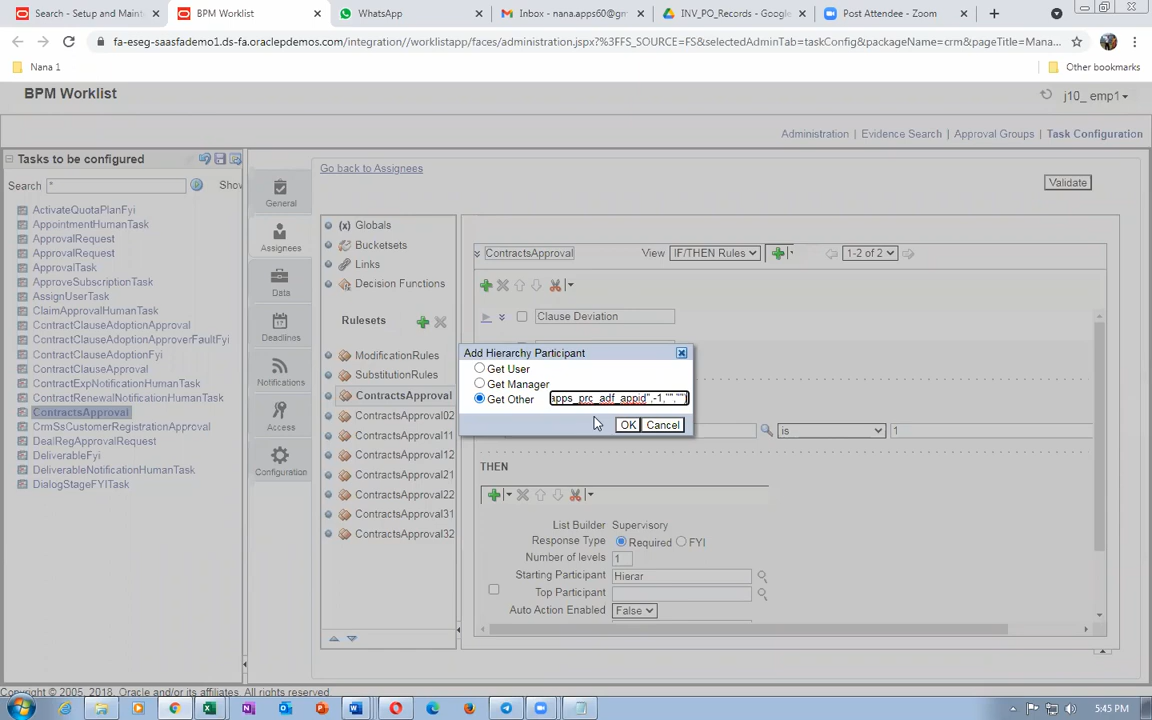 Search - Setup and Mainte
BPM Worklist
WhatsApp
Inbox - nana.apps60@gm
INV_PO_Records - Google
Post Attendee - Zoom
fa-eseg-saasfademo1.ds-fa.oraclepdemos.com/integration//worklistapp/faces/administration.jspx?%3FFS_SOURCE=FS&selectedAdminTab=taskConfig&packageName=crm&pageTitle=Mana...
Nana 1
Other bookmarks
BPM Worklist
j10_ emp1
Administration | Evidence Search | Approval Groups | Task Configuration
Tasks to be configured
Search *
Show
ActivateQuotaPlanFyi
AppointmentHumanTask
ApprovalRequest
ApprovalRequest
ApprovalTask
ApproveSubscriptionTask
AssignUserTask
ClaimApprovalHumanTask
ContractClauseAdoptionApproval
ContractClauseAdoptionApproverFaultFyi
ContractClauseAdoptionFyi
ContractClauseApproval
ContractExpNotificationHumanTask
ContractRenewalNotificationHumanTask
ContractsApproval
CrmSsCustomerRegistrationApproval
DealRegApprovalRequest
DeliverableFyi
DeliverableNotificationHumanTask
DialogStageFYITask
General
Assignees
Data
Deadlines
Notifications
Access
Configuration
Go back to Assignees
Validate
(x) Globals
Bucketsets
Links
Decision Functions
Rulesets
ModificationRules
SubstitutionRules
ContractsApproval
ContractsApproval02
ContractsApproval11
ContractsApproval12
ContractsApproval21
ContractsApproval22
ContractsApproval31
ContractsApproval32
ContractsApproval
View IF/THEN Rules
1-2 of 2
Clause Deviation
Add Hierarchy Participant
Get User
Get Manager
Get Other apps_prc_adf_appid",-1,"","")
OK Cancel
is
1
THEN
List Builder Supervisory
Response Type Required FYI
Number of levels 1
Starting Participant Hierar
Top Participant
Auto Action Enabled False
Copyright © 2005, 2018, Oracle and/or its affiliates. All rights reserved.
5:45 PM